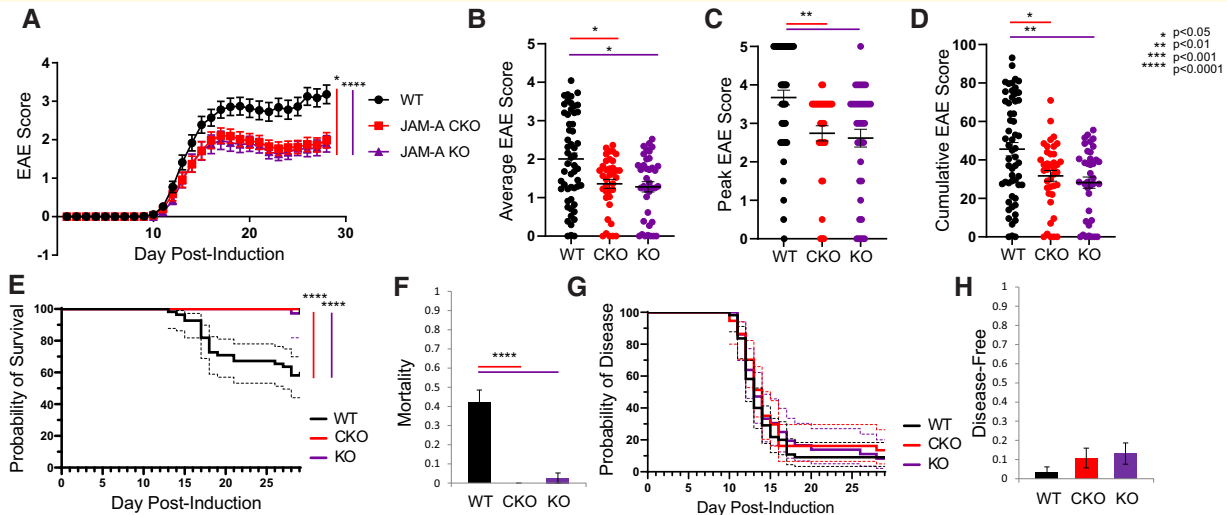 A
EAE Score
4
3
2
1
0
-1
0
10
20
30
Day Post-Induction
* ****
WT
JAM-A CKO
JAM-A KO
B
Average EAE Score
5
4
3
2
1
0
*
*
WT CKO KO
C
Peak EAE Score
5
4
3
2
1
0
**
WT CKO KO
D
Cumulative EAE Score
100
80
60
40
20
0
*
**
WT CKO KO
* p<0.05
** p<0.01
*** p<0.001
**** p<0.0001
E
Probability of Survival
100
80
60
40
20
0
0 5 10 15 20 25
Day Post-Induction
****
****
WT
CKO
KO
F
Mortality
1
0.9
0.8
0.7
0.6
0.5
0.4
0.3
0.2
0.1
0
****
WT CKO KO
G
Probability of Disease
100
80
60
40
20
0
0 5 10 15 20 25
Day Post-Induction
WT
CKO
KO
H
Disease-Free
1
0.9
0.8
0.7
0.6
0.5
0.4
0.3
0.2
0.1
0
WT CKO KO